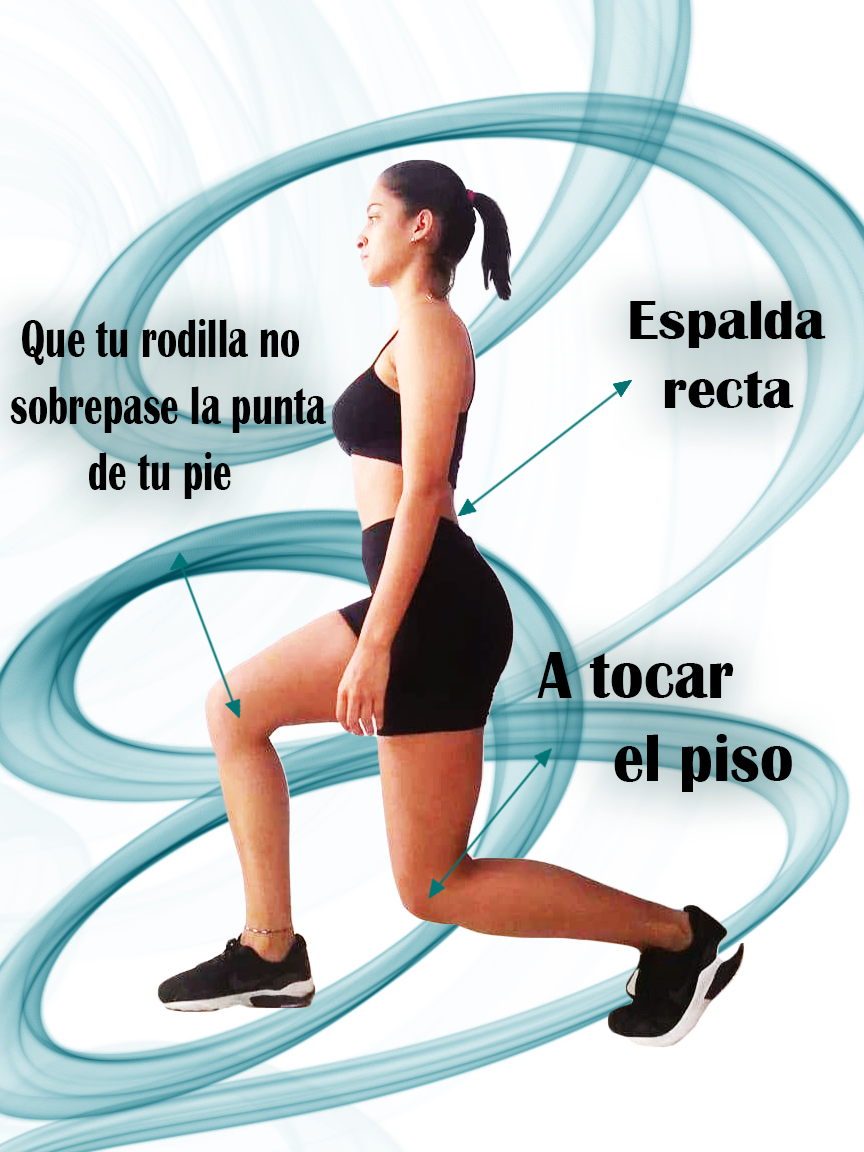 Que tu rodilla no
sobrepase la punta
de tu pie
Espalda
recta
A tocar
el piso